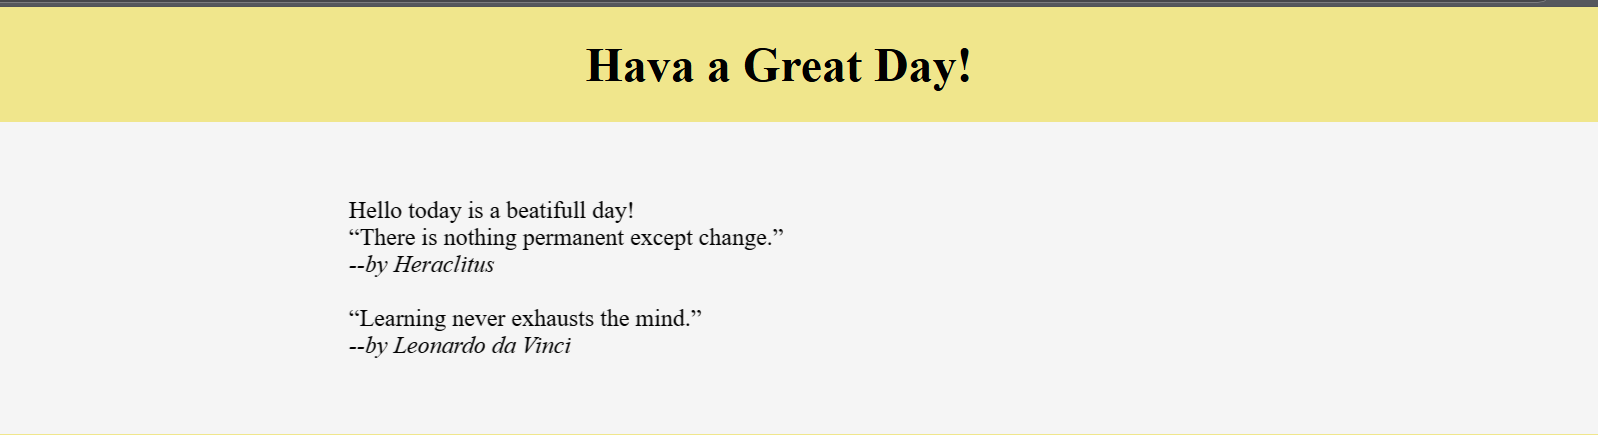 Hava a Great Day!
Hello today is a beatifull day!
“There is nothing permanent except change.”
--by Heraclitus
“Learning never exhausts the mind.”
--by Leonardo da Vinci